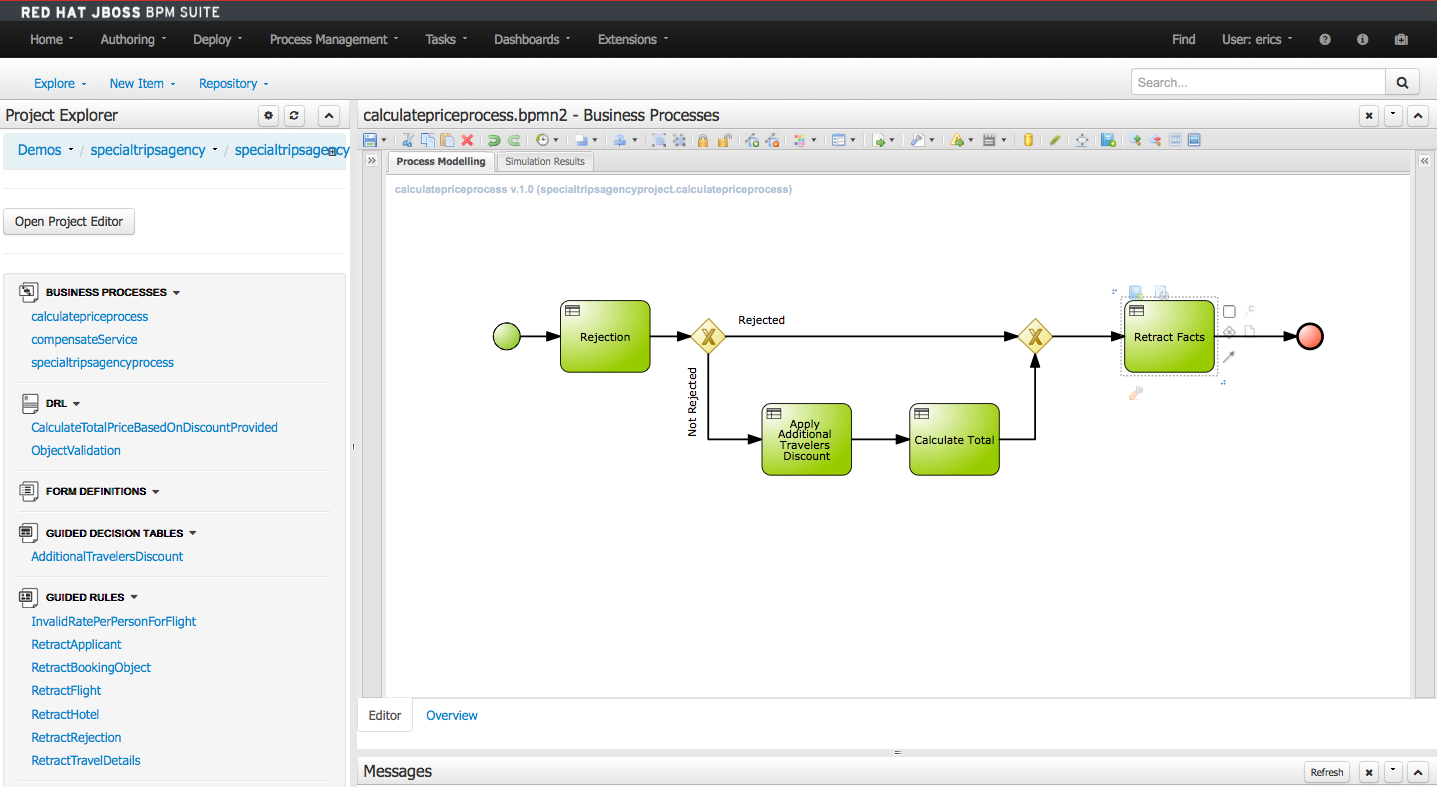 RED HAT JBOSS BPM SUITE
Home Authoring Deploy Process Management Tasks Dashboards Extensions Find User: erics
Explore New Item Repository Search...
Project Explorer
Demos / specialtripsagency / specialtripsagency
Open Project Editor
BUSINESS PROCESSES
calculatepriceprocess
compensateService
specialtripsagencyprocess
DRL
CalculateTotalPriceBasedOnDiscountProvided
ObjectValidation
FORM DEFINITIONS
GUIDED DECISION TABLES
AdditionalTravelersDiscount
GUIDED RULES
InvalidRatePerPersonForFlight
RetractApplicant
RetractBookingObject
RetractFlight
RetractHotel
RetractRejection
RetractTravelDetails
calculatepriceprocess.bpmn2 - Business Processes
Process Modelling Simulation Results
calculatepriceprocess v.1.0 (specialtripsagencyproject.calculatepriceprocess)
Rejection
Rejected
Not Rejected
Apply
Additional
Travelers
Discount
Calculate Total
Retract Facts
Editor Overview
Messages Refresh